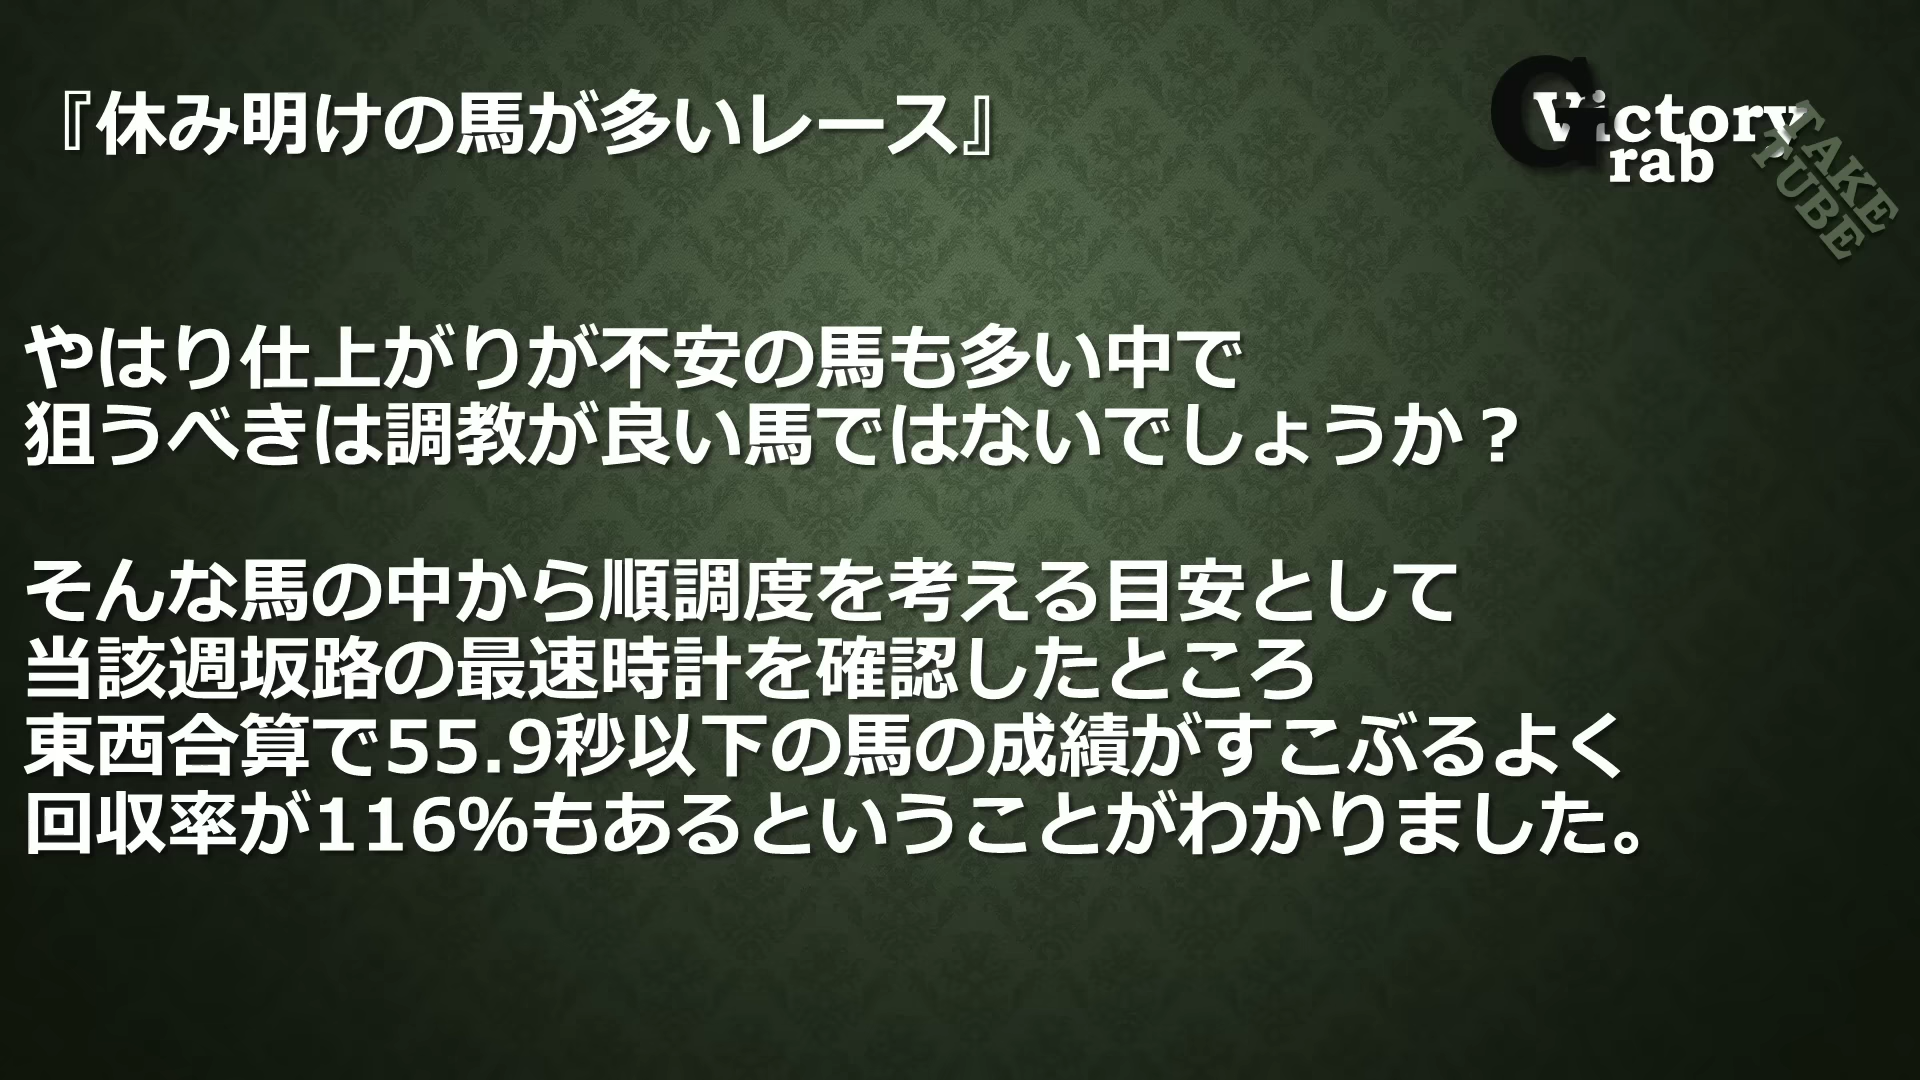 『休み明けの馬が多いレース』
Victory
Grab
TAKE
TUBE
やはり仕上がりが不安の馬も多い中で
狙うべきは調教が良い馬ではないでしょうか？
そんな馬の中から順調度を考える目安として
当該週坂路の最速時計を確認したところ
東西合算で55.9秒以下の馬の成績がすこぶるよく
回収率が116%もあるということがわかりました。